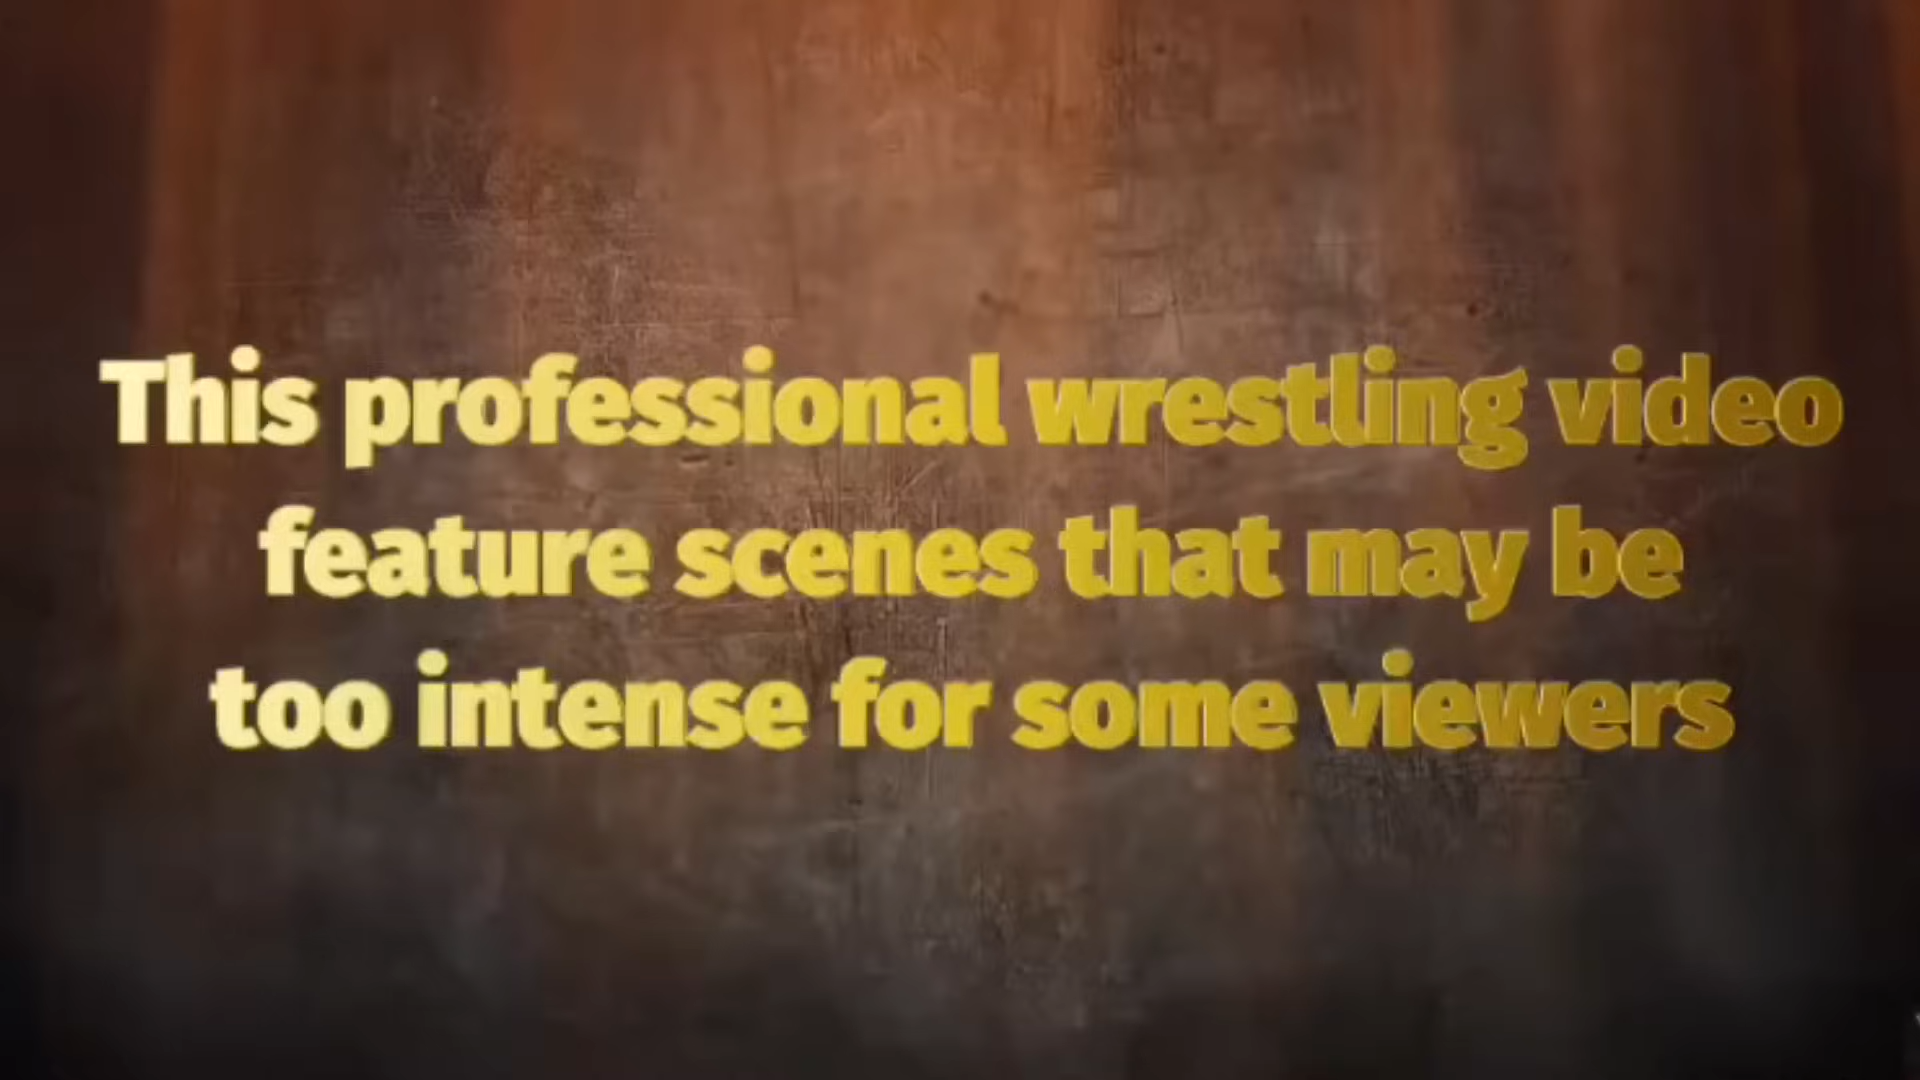 This professional wrestling video
feature scenes that may be
too intense for some viewers